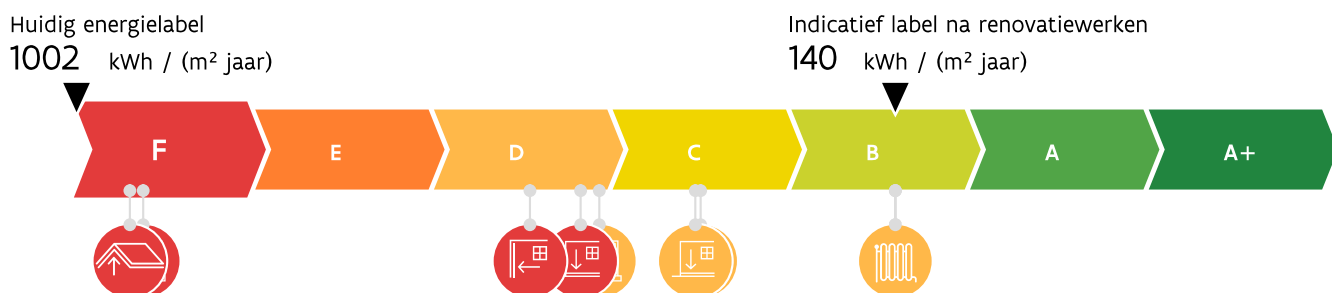 Huidig energielabel
1002 kWh / (m² jaar)
Indicatief label na renovatiewerken
140 kWh / (m² jaar)
F E D C B A A+